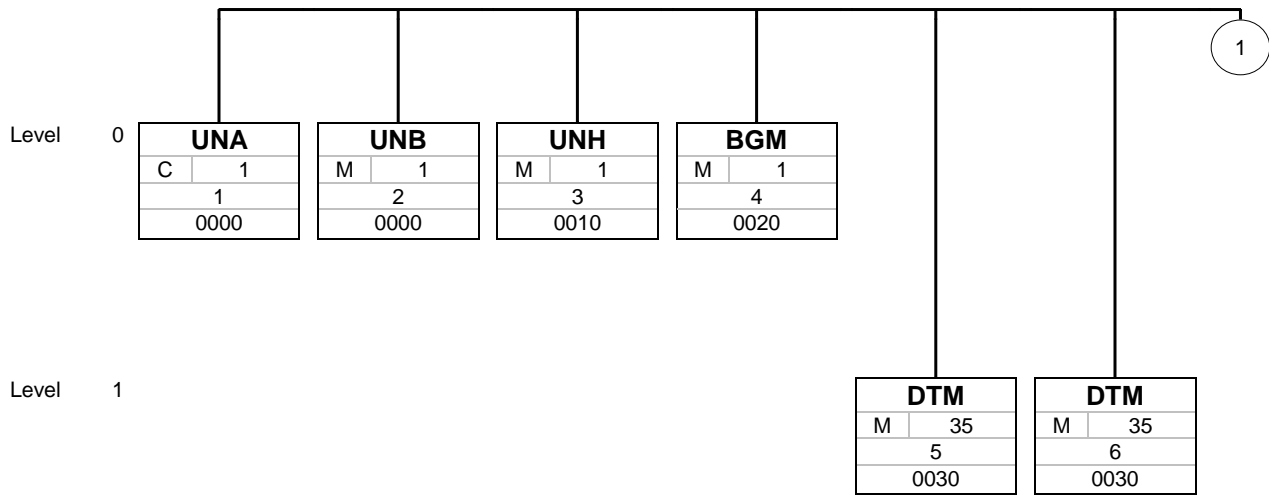 1
Level 0
UNA UNB UNH BGM
C 1 M 1 M 1 M 1
1 2 3 4
0000 0000 0010 0020
Level 1
DTM DTM
M 35 M 35
5 6
0030 0030